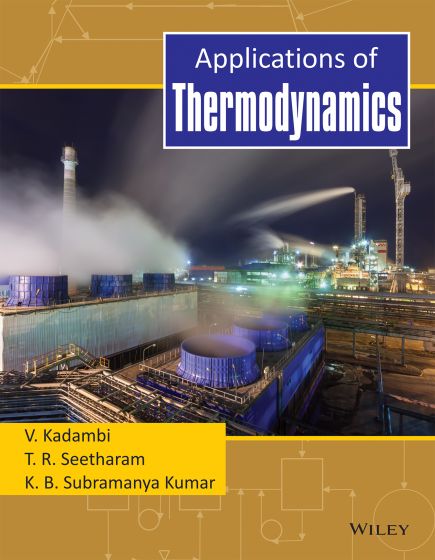 Applications of
Thermodynamics
V. Kadambi
T. R. Seetharam
K. B. Subramanya Kumar
WILEY